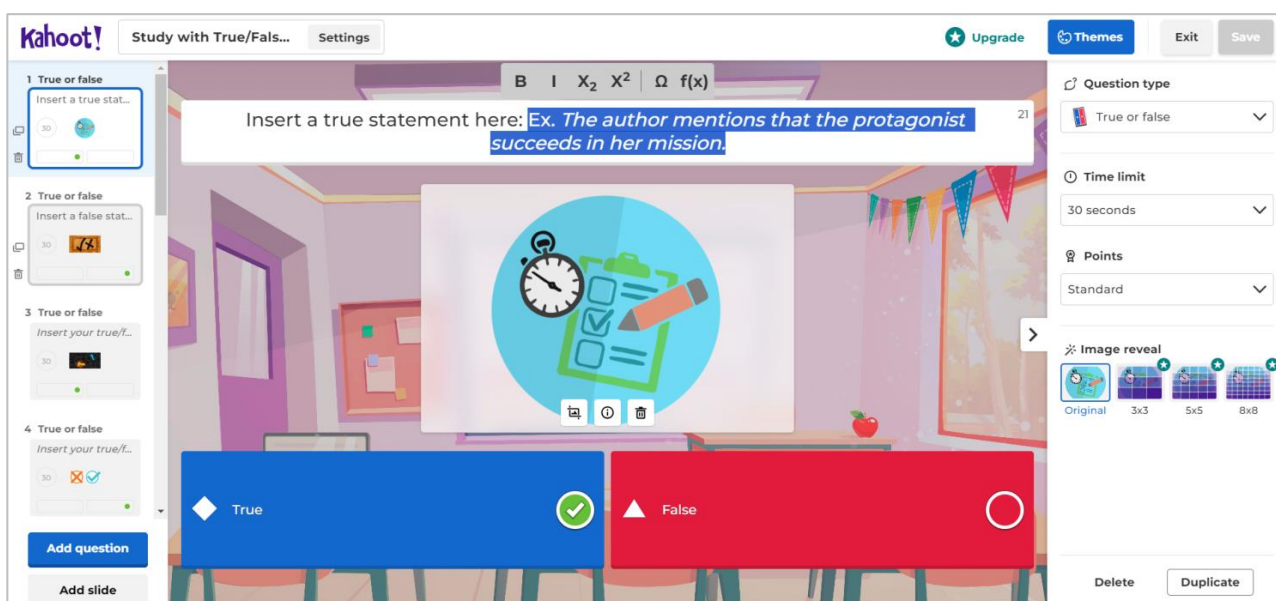 Kahoot!
Study with True/Fals...
Settings
Upgrade
Themes
Exit
Save
1 True or false
Insert a true stat...
30
2 True or false
Insert a false stat...
30
3 True or false
Insert your true/f...
30
4 True or false
Insert your true/f...
30
Add question
Add slide
B I X₂ X² Ω f(x)
Insert a true statement here: Ex. The author mentions that the protagonist
succeeds in her mission.
21
True
False
Question type
True or false
Time limit
30 seconds
Points
Standard
Image reveal
Original
3x3
5x5
8x8
Delete
Duplicate